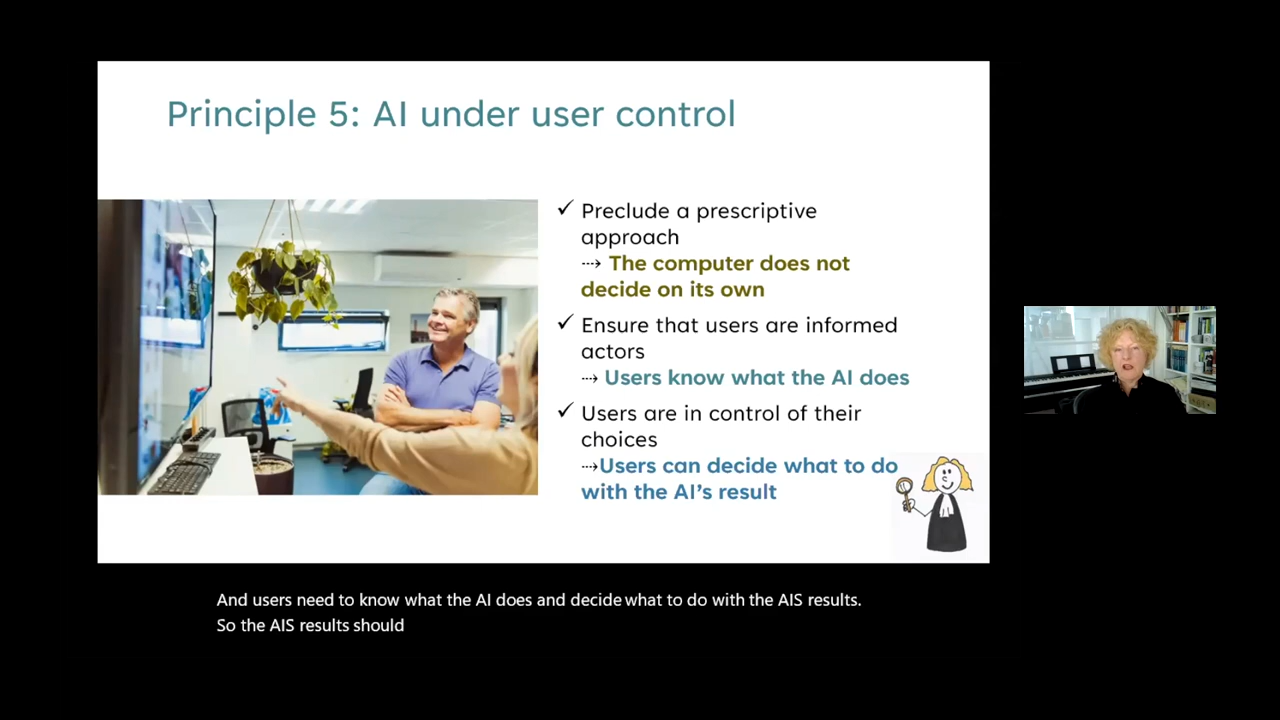 Principle 5: AI under user control
✓ Preclude a prescriptive
approach
⇢ The computer does not
decide on its own
✓ Ensure that users are informed
actors
⇢ Users know what the AI does
✓ Users are in control of their
choices
⇢Users can decide what to do
with the AI’s result
And users need to know what the AI does and decide what to do with the AIS results.
So the AIS results should